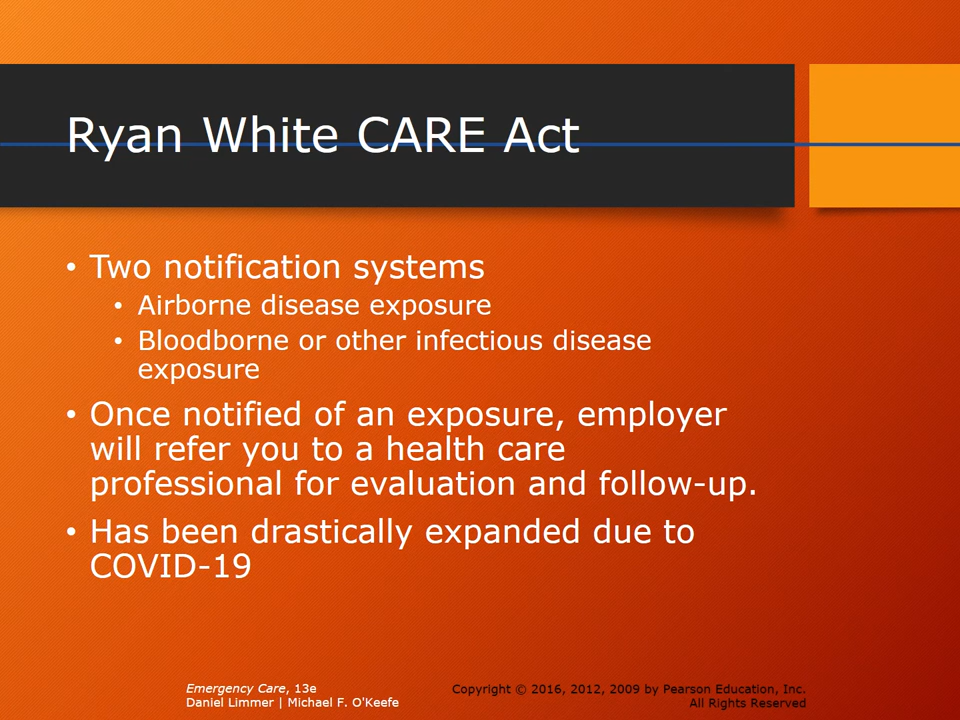 Ryan White CARE Act
• Two notification systems
• Airborne disease exposure
• Bloodborne or other infectious disease
exposure
• Once notified of an exposure, employer
will refer you to a health care
professional for evaluation and follow-up.
• Has been drastically expanded due to
COVID-19
Emergency Care, 13e
Daniel Limmer | Michael F. O'Keefe
Copyright © 2016, 2012, 2009 by Pearson Education, Inc.
All Rights Reserved